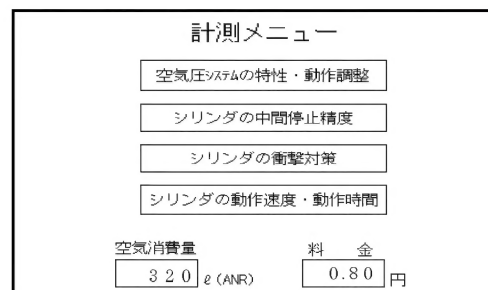 計測メニュー
空気圧ｼｽﾃﾑの特性・動作調整
シリンダの中間停止精度
シリンダの衝撃対策
シリンダの動作速度・動作時間
空気消費量 料 金
３２０ ℓ (ANR) ０.８０ 円